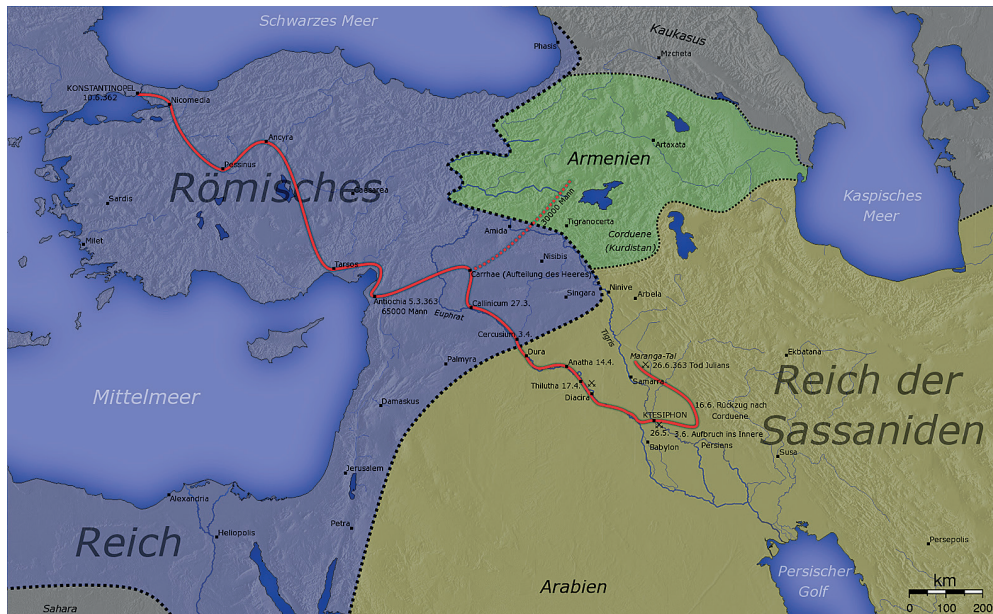 Schwarzes Meer
Kaukasus
Phasis
Mzcheta
KONSTANTINOPEL
10.6.362
Nicomedia
Ancyra
Pessinus
Artaxata
Armenien
Römisches
Caesarea
Sardis
30000 Mann
Kaspisches
Meer
Milet
Amida
Tigranocerta
Corduene
(Kurdistan)
Nisibis
Tarsos
Carrhae (Aufteilung des Heeres)
Antiochia 5.3.363
65000 Mann
Singara
Ninive
Arbela
Euphrat
Callinicum 27.3.
Cercusium 3.4.
Tigris
Dura
Palmyra
Maranga-Tal
26.6.363 Tod Julians
Ekbatana
Anatha 14.4.
Thilutha 17.4.
Samarra
Diacira
Reich der
Sassaniden
Mittelmeer
Damaskus
16.6. Rückzug nach
Corduene
KTESIPHON
26.5.
3.6. Aufbruch ins Innere
Persiens
Babylon
Susa
Jerusalem
Alexandria
Petra
Heliopolis
Reich
Persepolis
Arabien
Persischer
Golf
km
0 100 200
Sahara